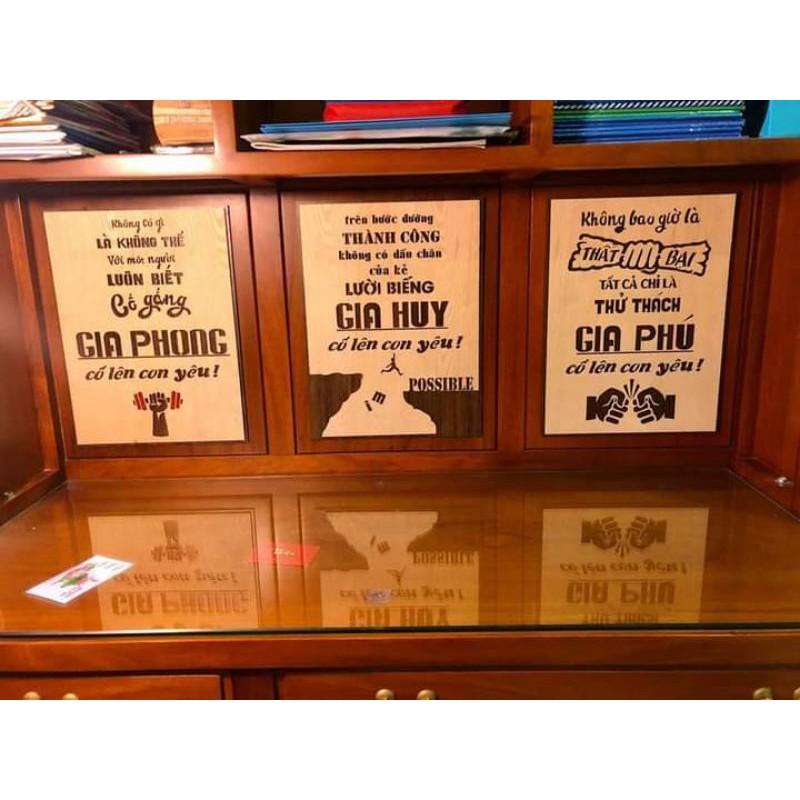 Không có gì
LÀ KHÔNG THỂ
Với mọi người
LUÔN BIẾT
Cố gắng
GIA PHONG
cố lên con yêu!
trên bước đường
THÀNH CÔNG
không có dấu chân
của kẻ
LƯỜI BIẾNG
GIA HUY
cố lên con yêu!
im
POSSIBLE
Không bao giờ là
THẤT BẠI
TẤT CẢ CHỈ LÀ
THỬ THÁCH
GIA PHÚ
cố lên con yêu!